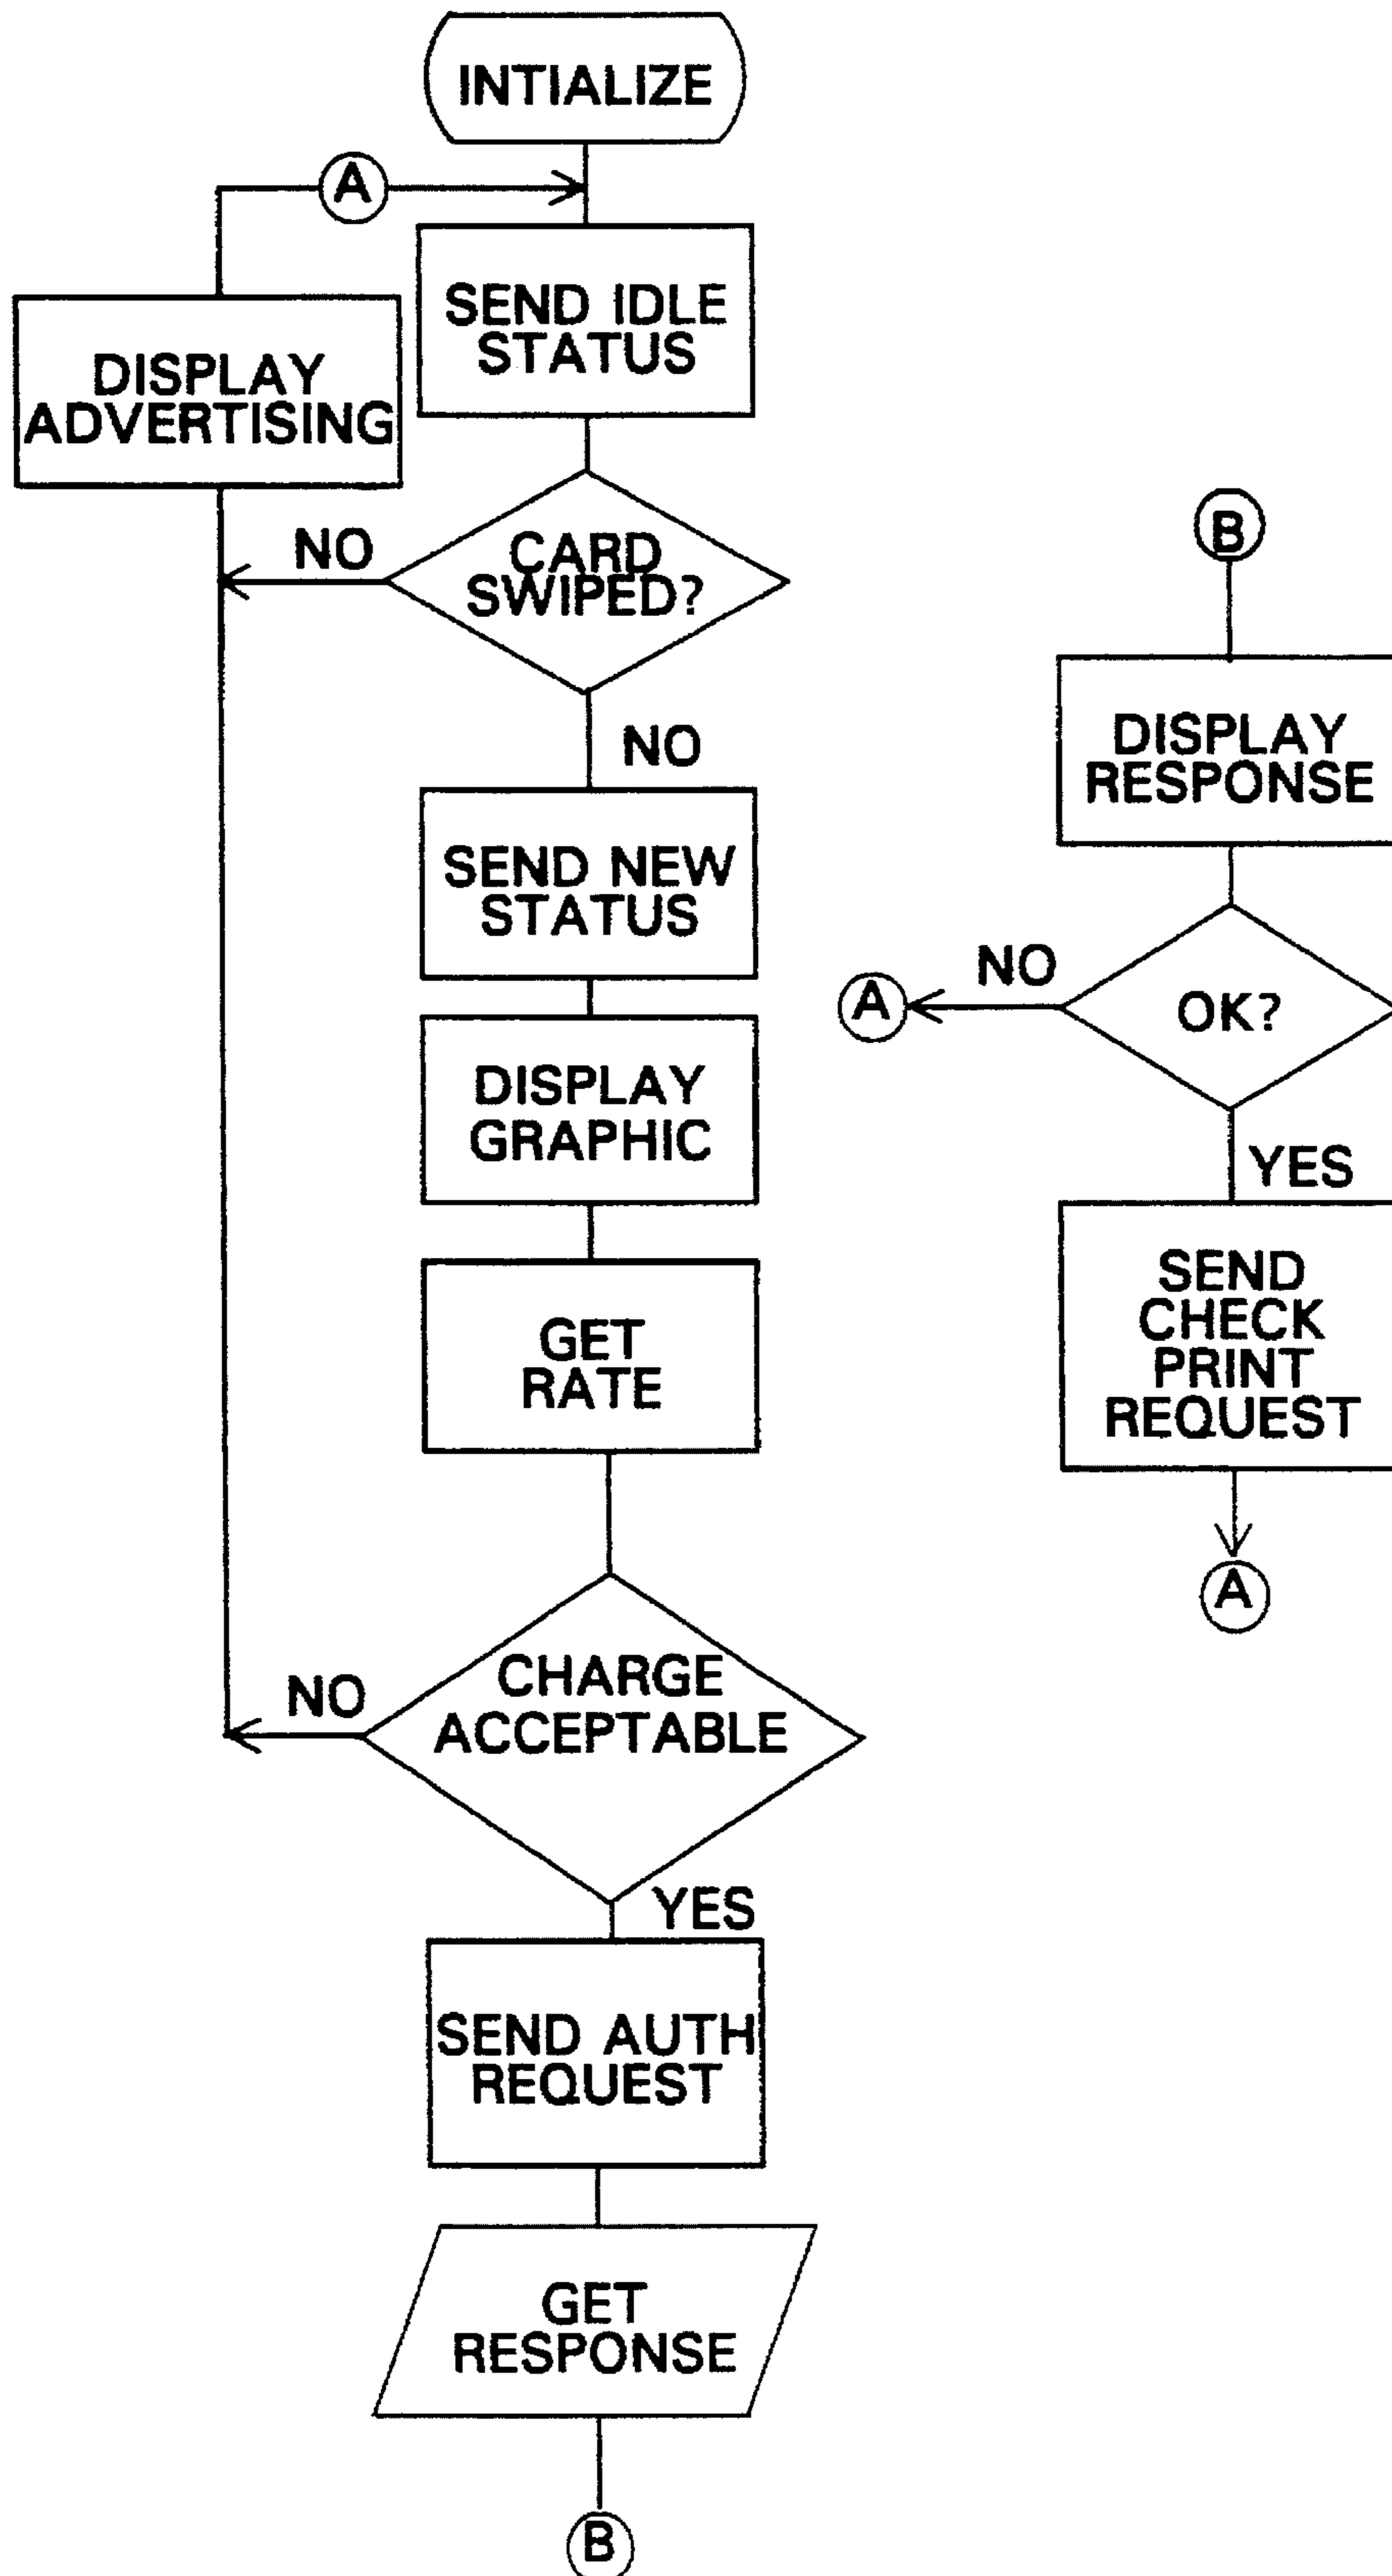 INTIALIZE
A
SEND IDLE
STATUS
DISPLAY
ADVERTISING
NO
CARD
SWIPED?
NO
SEND NEW
STATUS
DISPLAY
GRAPHIC
GET
RATE
NO
CHARGE
ACCEPTABLE
YES
SEND AUTH
REQUEST
GET
RESPONSE
B
B
DISPLAY
RESPONSE
NO
A
OK?
YES
SEND
CHECK
PRINT
REQUEST
A